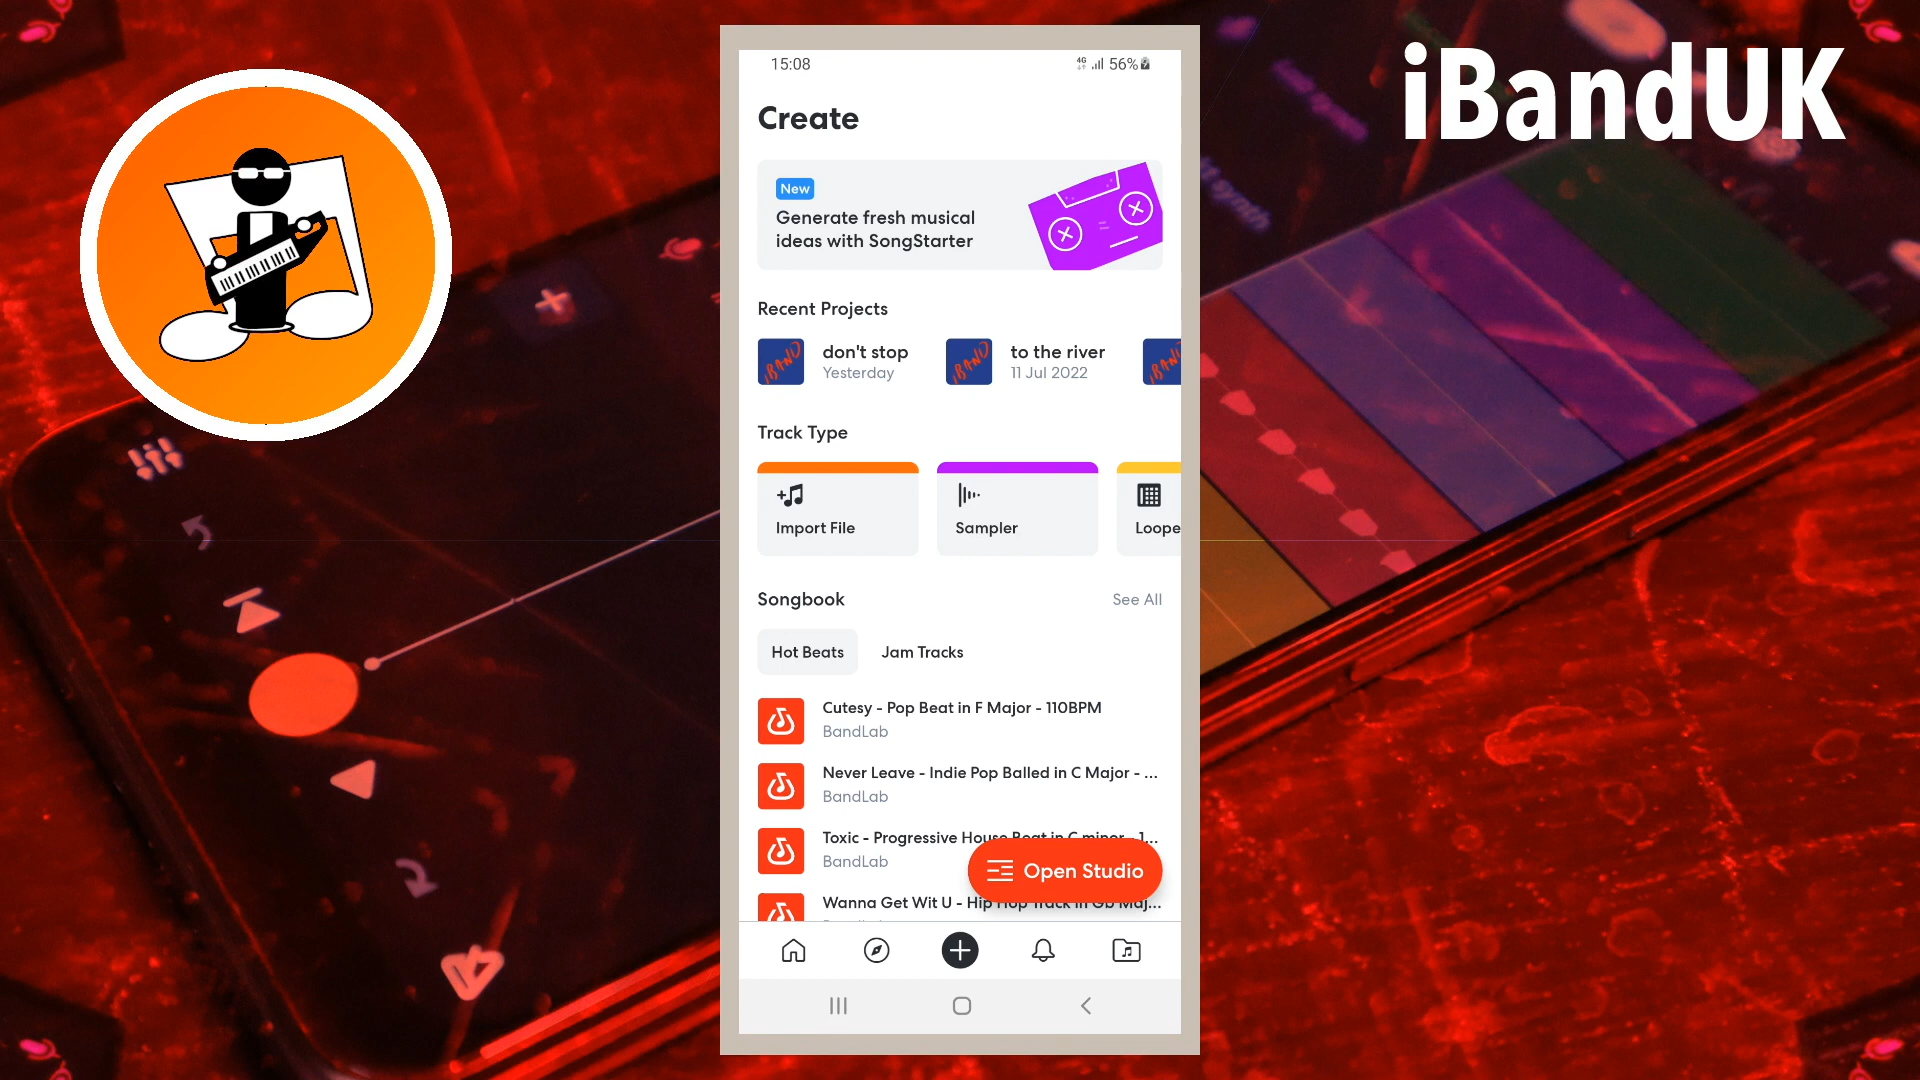 iBandUK
15:08
4G
56%
Create
New
Generate fresh musical
ideas with SongStarter
Recent Projects
don't stop
Yesterday
to the river
11 Jul 2022
iBAND
iBAND
Track Type
Import File
Sampler
Loope
Songbook
See All
Hot Beats
Jam Tracks
Cutesy - Pop Beat in F Major - 110BPM
BandLab
Never Leave - Indie Pop Balled in C Major - ...
BandLab
Toxic - Progressive House Beat in C minor - 1...
BandLab
Open Studio
Wanna Get Wit U - Hip Hop Track in Gb Maj...